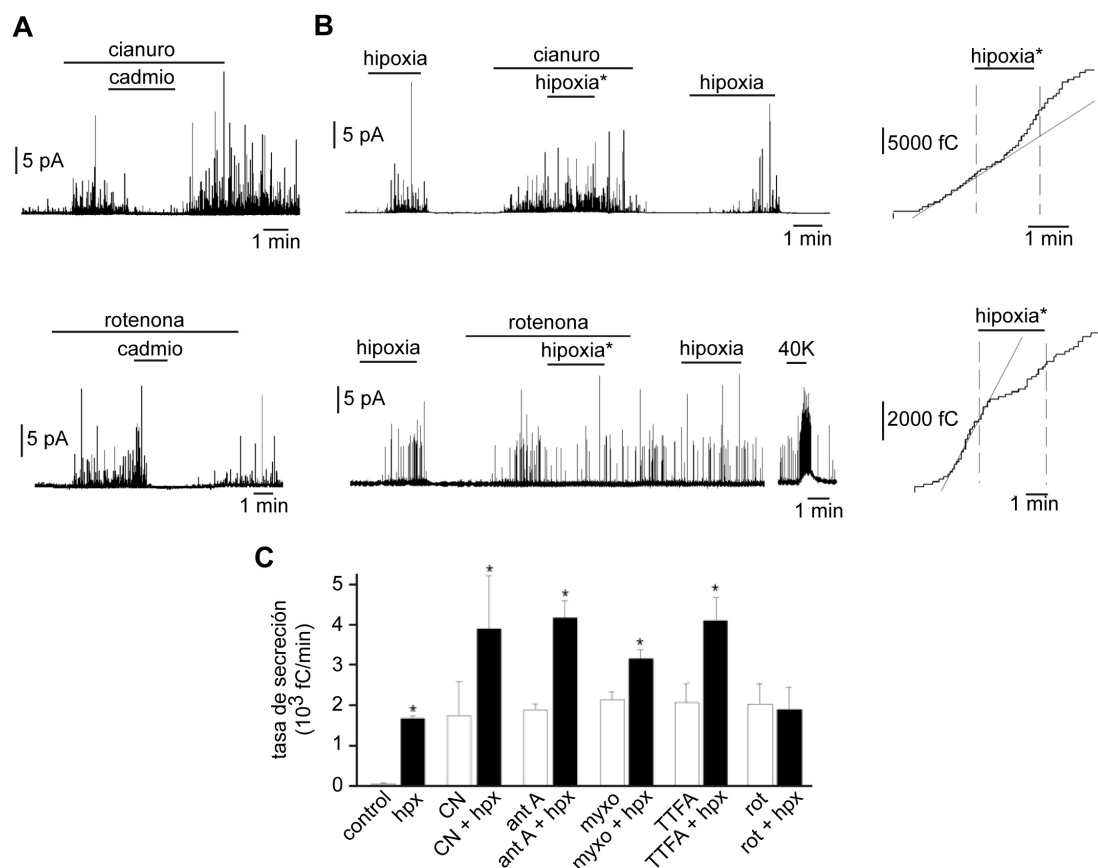 A
cianuro
cadmio
5 pA
1 min
B
hipoxia
cianuro
hipoxia*
hipoxia
5 pA
1 min
hipoxia*
5000 fC
1 min
rotenona
cadmio
5 pA
1 min
hipoxia
rotenona
hipoxia*
hipoxia
40K
5 pA
1 min
hipoxia*
2000 fC
1 min
C
tasa de secreción
(10³ fC/min)
5
4
3
2
1
0
*
*
*
*
*
control
hpx
CN
CN + hpx
ant A
ant A + hpx
myxo
myxo + hpx
TTFA
TTFA + hpx
rot
rot + hpx